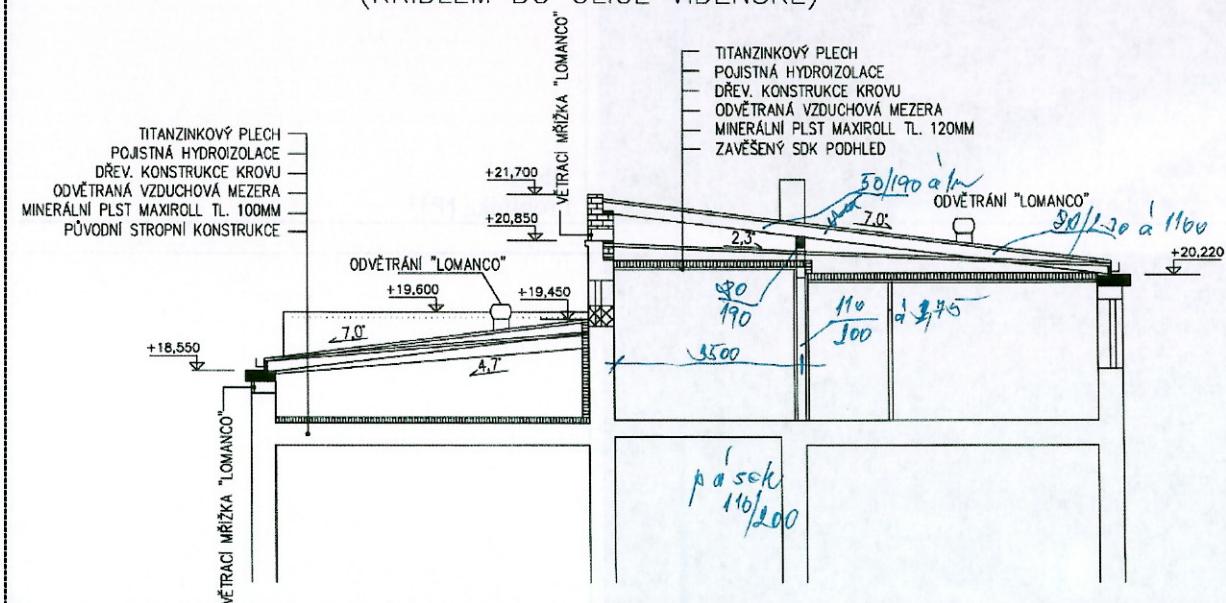 (KŘÍDLEM DO ULICE VÍDEŇSKÉ)
TITANZINKOVÝ PLECH
POJISTNÁ HYDROIZOLACE
DŘEV. KONSTRUKCE KROVU
ODVĚTRANÁ VZDUCHOVÁ MEZERA
MINERÁLNÍ PLST MAXIROLL TL. 120MM
ZAVĚŠENÝ SDK PODHLED
TITANZINKOVÝ PLECH
POJISTNÁ HYDROIZOLACE
DŘEV. KONSTRUKCE KROVU
ODVĚTRANÁ VZDUCHOVÁ MEZERA
MINERÁLNÍ PLST MAXIROLL TL. 100MM
PŮVODNÍ STROPNÍ KONSTRUKCE
VĚTRACÍ MŘÍŽKA "LOMANCO"
+21,700
+20,850
50/190 á 1m
ODVĚTRÁNÍ "LOMANCO"
7,0°
2,3°
90/230 á 1100
+20,220
ODVĚTRÁNÍ "LOMANCO"
+19,600
+19,450
7,0°
4,7°
+18,550
190
110
100
3500
VĚTRACÍ MŘÍŽKA "LOMANCO"
pásek
110/200